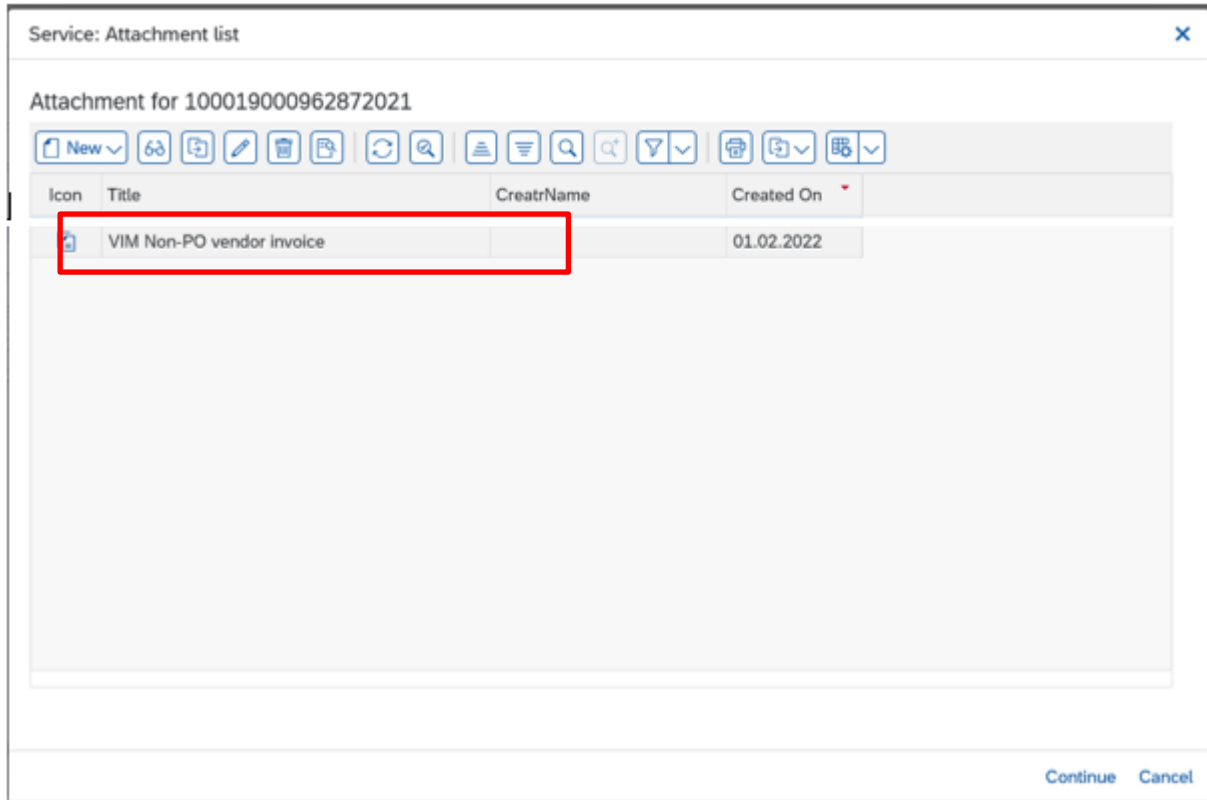 Service: Attachment list
Attachment for 100019000962872021
New
Icon Title CreatrName Created On
VIM Non-PO vendor invoice 01.02.2022
Continue Cancel